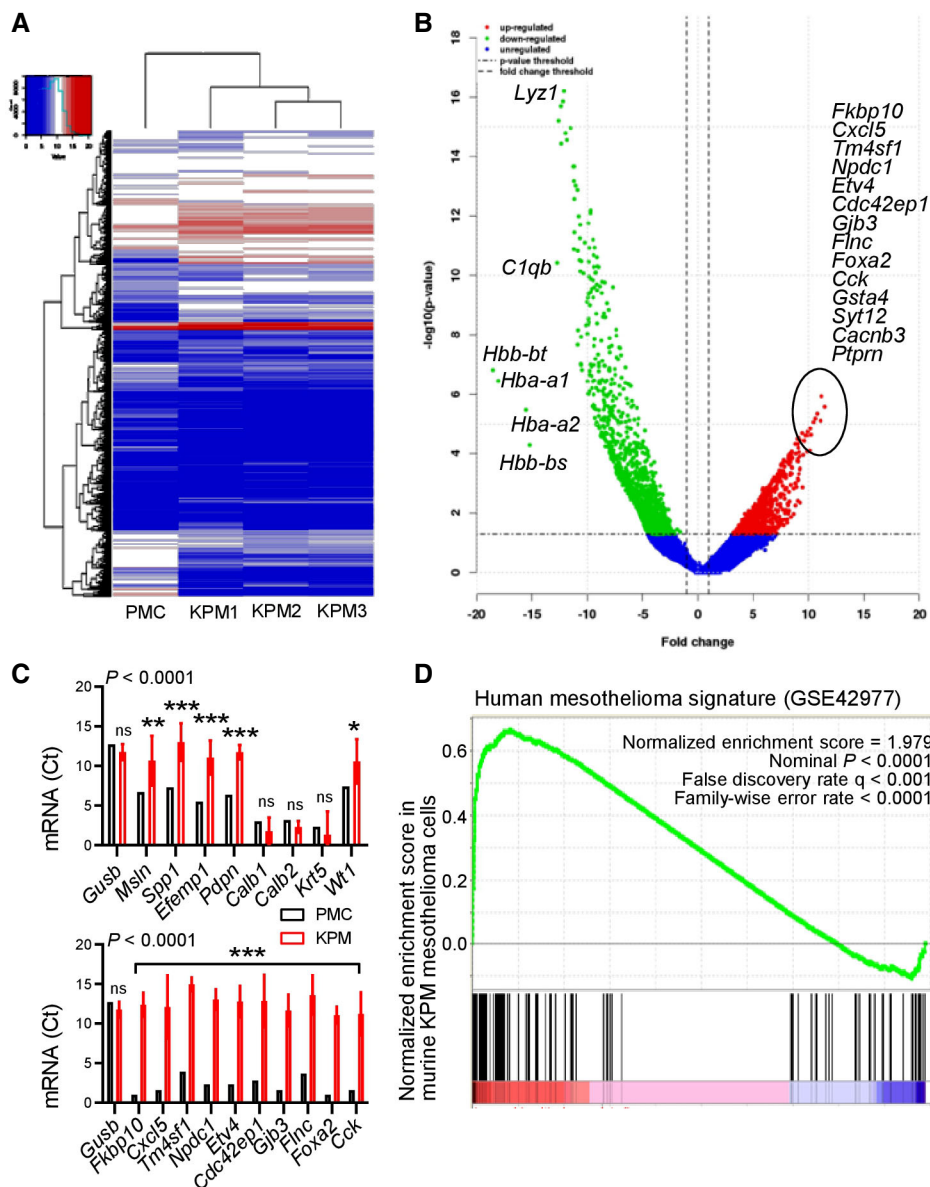 A
Value
0 5 10 15 20
PMC KPM1 KPM2 KPM3
B
up-regulated
down-regulated
unregulated
p-value threshold
fold change threshold
-log10(p-value)
18
16
14
12
10
8
6
4
2
0
Lyz1
C1qb
Hbb-bt
Hba-a1
Hba-a2
Hbb-bs
Fkbp10
Cxcl5
Tm4sf1
Npdc1
Etv4
Cdc42ep1
Gjb3
Flnc
Foxa2
Cck
Gsta4
Syt12
Cacnb3
Ptprn
-20 -15 -10 -5 0 5 10 15 20
Fold change
C
P < 0.0001
mRNA (Ct)
20
15
10
5
0
ns ** *** *** *** ns ns ns *
Gusb Msln Spp1 Efemp1 Pdpn Calb1 Calb2 Krt5 Wt1
PMC
KPM
P < 0.0001
mRNA (Ct)
20
15
10
5
0
ns ***
Gusb Fkbp10 Cxcl5 Tm4sf1 Npdc1 Etv4 Cdc42ep1 Gjb3 Flnc Foxa2 Cck
D
Human mesothelioma signature (GSE42977)
Normalized enrichment score = 1.979
Nominal P < 0.0001
False discovery rate q < 0.001
Family-wise error rate < 0.0001
Normalized enrichment score in
murine KPM mesothelioma cells
0.6
0.4
0.2
0.0